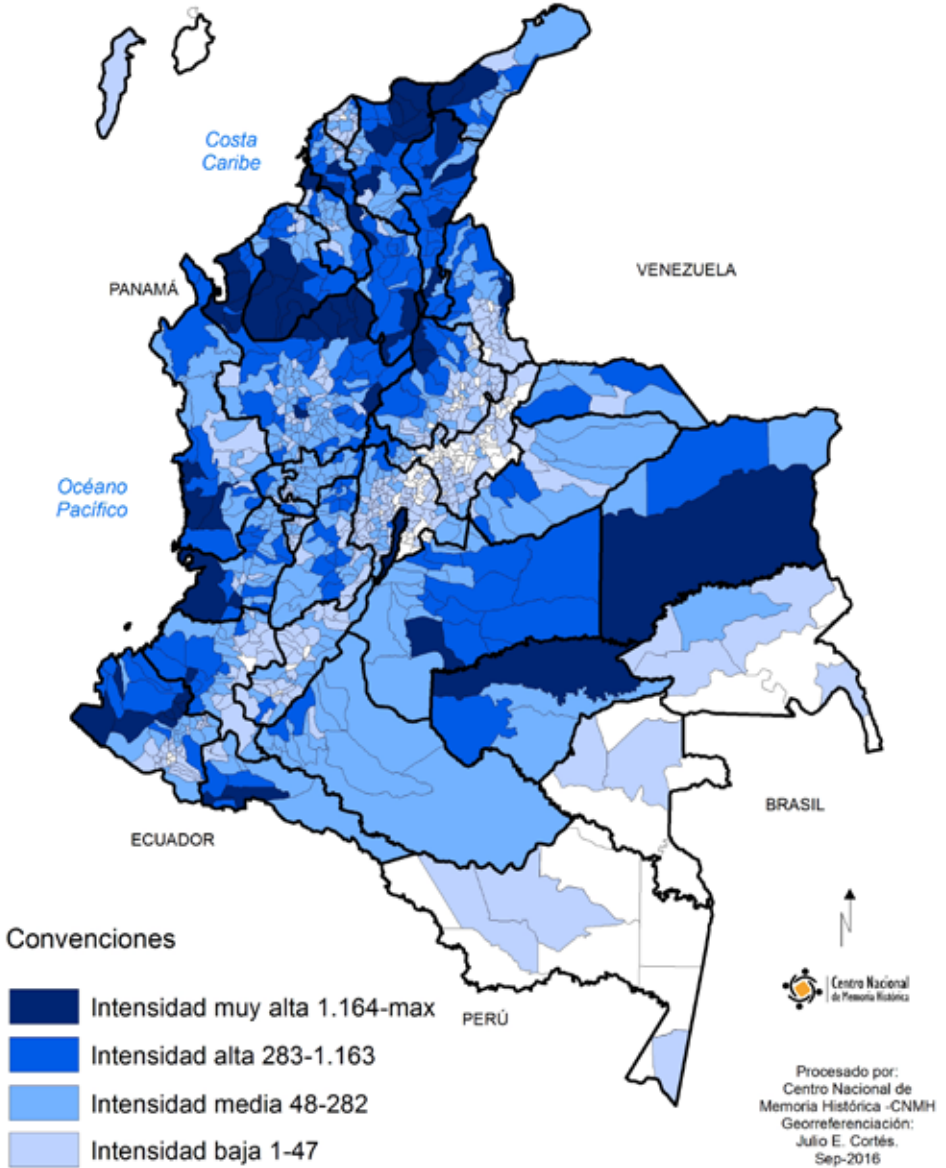 Costa
Caribe
PANAMÁ
VENEZUELA
Océano
Pacífico
ECUADOR
BRASIL
PERÚ
Convenciones
Intensidad muy alta 1.164-max
Intensidad alta 283-1.163
Intensidad media 48-282
Intensidad baja 1-47
N
Centro Nacional
de Memoria Histórica
Procesado por:
Centro Nacional de
Memoria Histórica -CNMH
Georreferenciación:
Julio E. Cortés.
Sep-2016